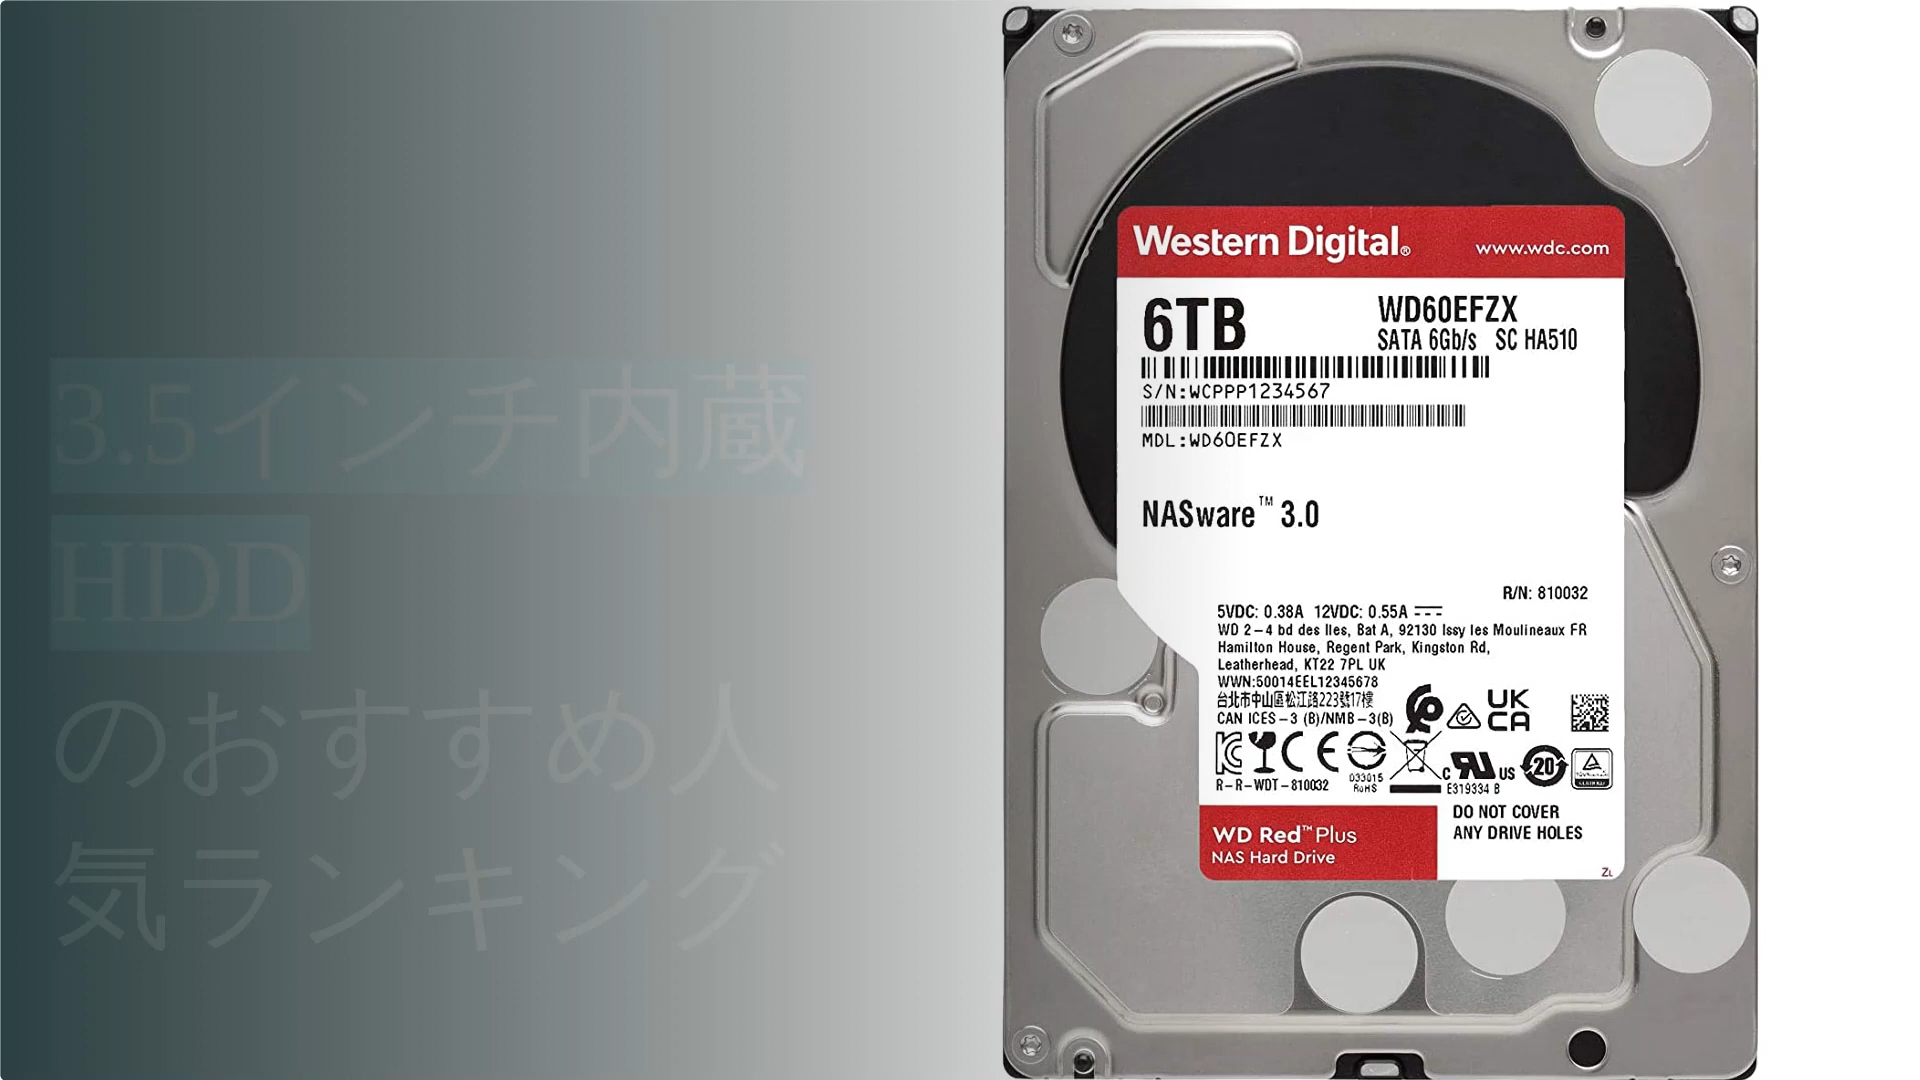 3.5インチ内蔵
HDD
のおすすめ人
気ランキング
Western Digital®
www.wdc.com
6TB
WD60EFZX
SATA 6Gb/s SC HA510
S/N:WCPPP1234567
MDL:WD60EFZX
NASware™ 3.0
R/N: 810032
5VDC: 0.38A 12VDC: 0.55A
WD 2-4 bd des Iles, Bat A, 92130 Issy les Moulineaux FR
Hamilton House, Regent Park, Kingston Rd,
Leatherhead, KT22 7PL UK
WWN:50014EEL12345678
台北市中山區松江路223號17樓
CAN ICES-3 (B)/NMB-3(B)
UK
CA
R-R-WDT-810032
033015
RoHS
C US
E319334 B
20
DO NOT COVER
ANY DRIVE HOLES
WD Red™ Plus
NAS Hard Drive
ZL